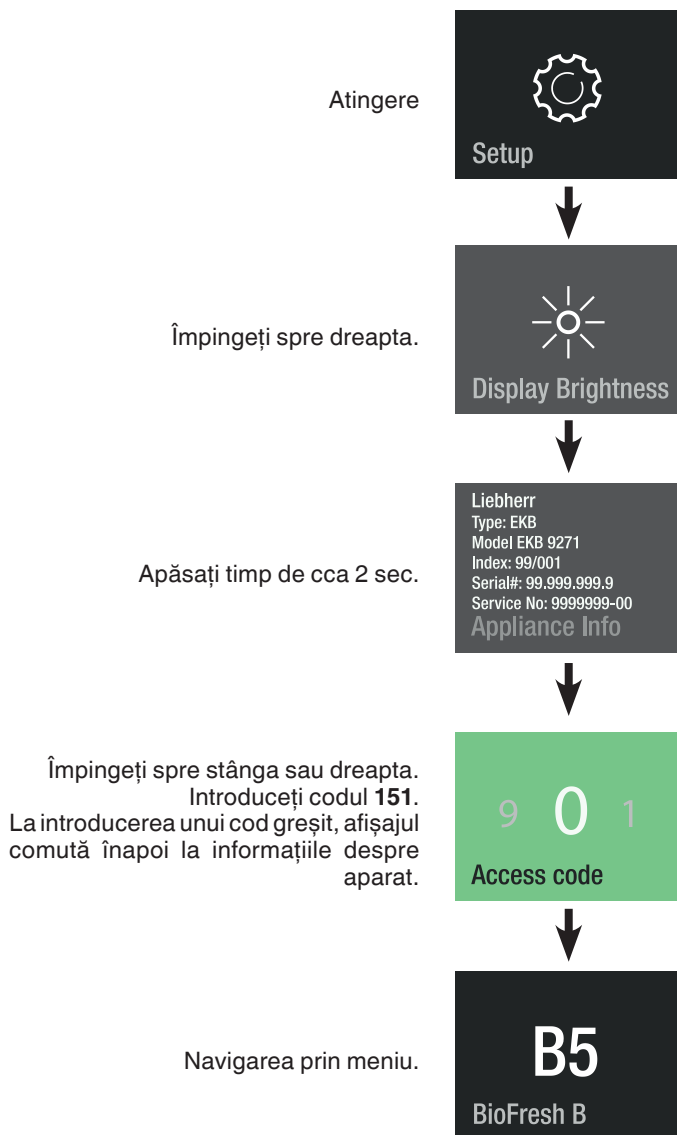 Atingere
Setup
Împingeți spre dreapta.
Display Brightness
Apăsați timp de cca 2 sec.
Liebherr
Type: EKB
Model EKB 9271
Index: 99/001
Serial#: 99.999.999.9
Service No: 9999999-00
Appliance Info
Împingeți spre stânga sau dreapta.
Introduceți codul 151.
La introducerea unui cod greșit, afișajul
comută înapoi la informațiile despre
aparat.
9 0 1
Access code
Navigarea prin meniu.
B5
BioFresh B